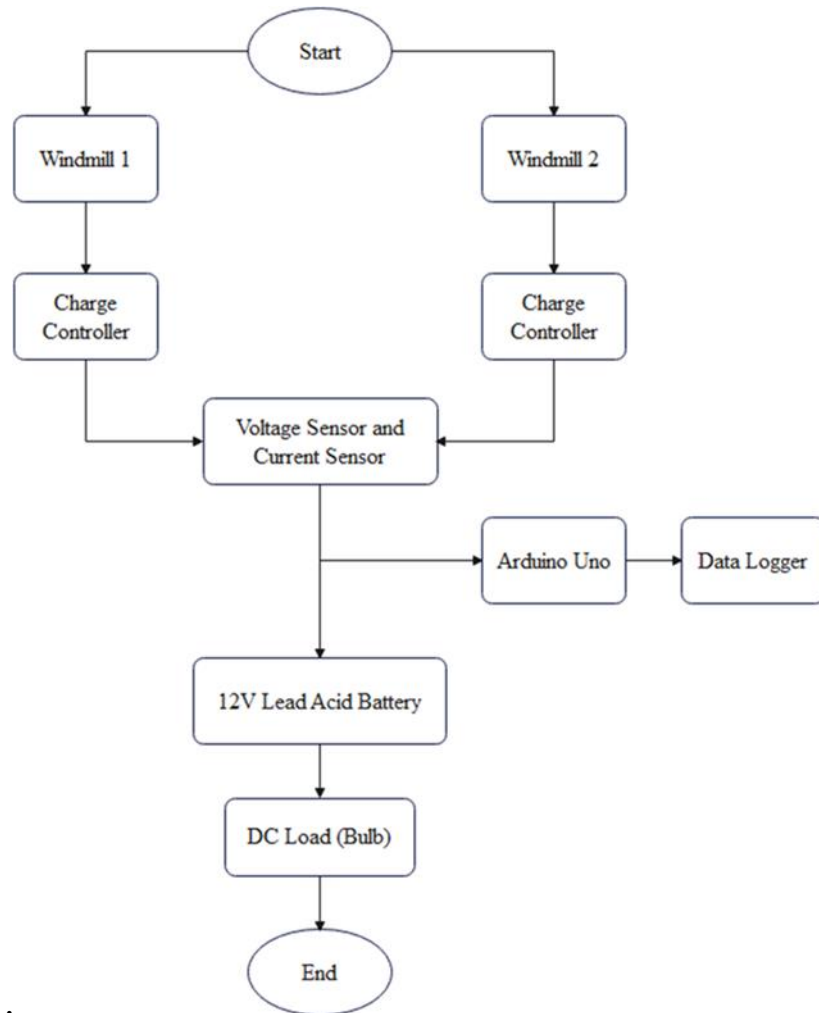 Start
Windmill 1
Windmill 2
Charge
Controller
Charge
Controller
Voltage Sensor and
Current Sensor
Arduino Uno
Data Logger
12V Lead Acid Battery
DC Load (Bulb)
End